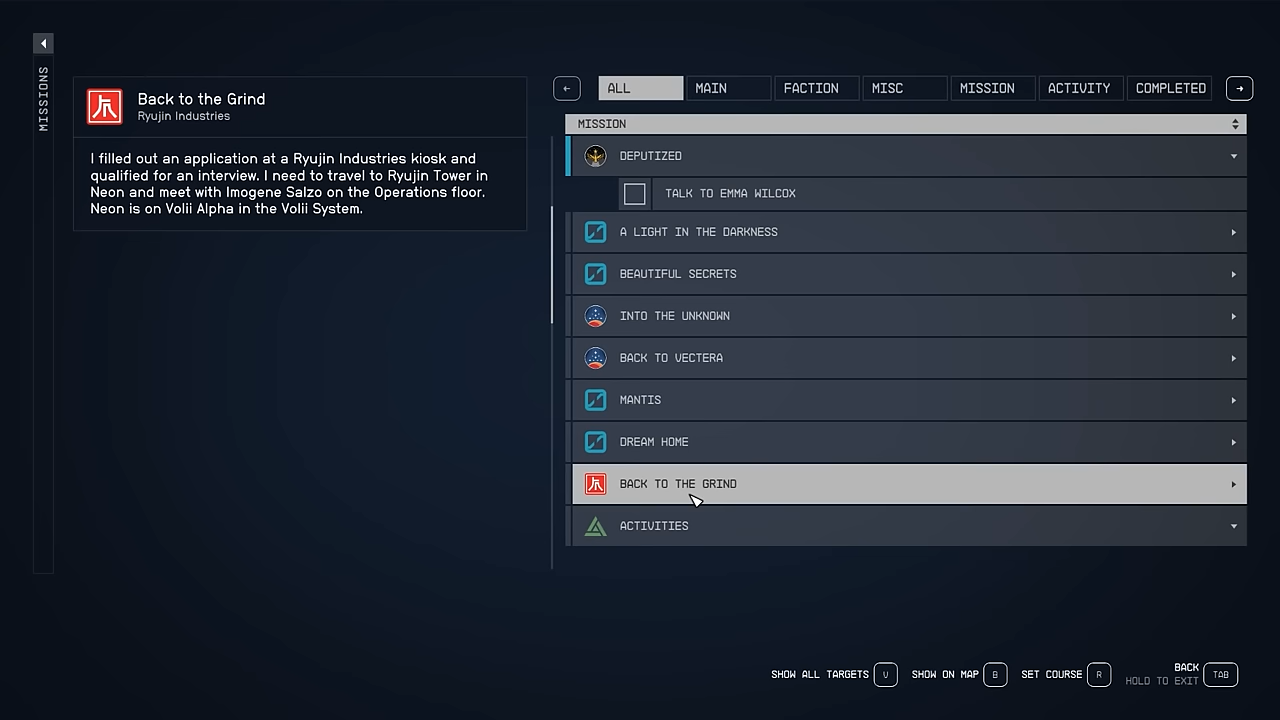 MISSIONS
Back to the Grind
Ryujin Industries
I filled out an application at a Ryujin Industries kiosk and
qualified for an interview. I need to travel to Ryujin Tower in
Neon and meet with Imogene Salzo on the Operations floor.
Neon is on Volii Alpha in the Volii System.
ALL MAIN FACTION MISC MISSION ACTIVITY COMPLETED
MISSION
DEPUTIZED
TALK TO EMMA WILCOX
A LIGHT IN THE DARKNESS
BEAUTIFUL SECRETS
INTO THE UNKNOWN
BACK TO VECTERA
MANTIS
DREAM HOME
BACK TO THE GRIND
ACTIVITIES
SHOW ALL TARGETS V SHOW ON MAP B SET COURSE R BACK TAB
HOLD TO EXIT